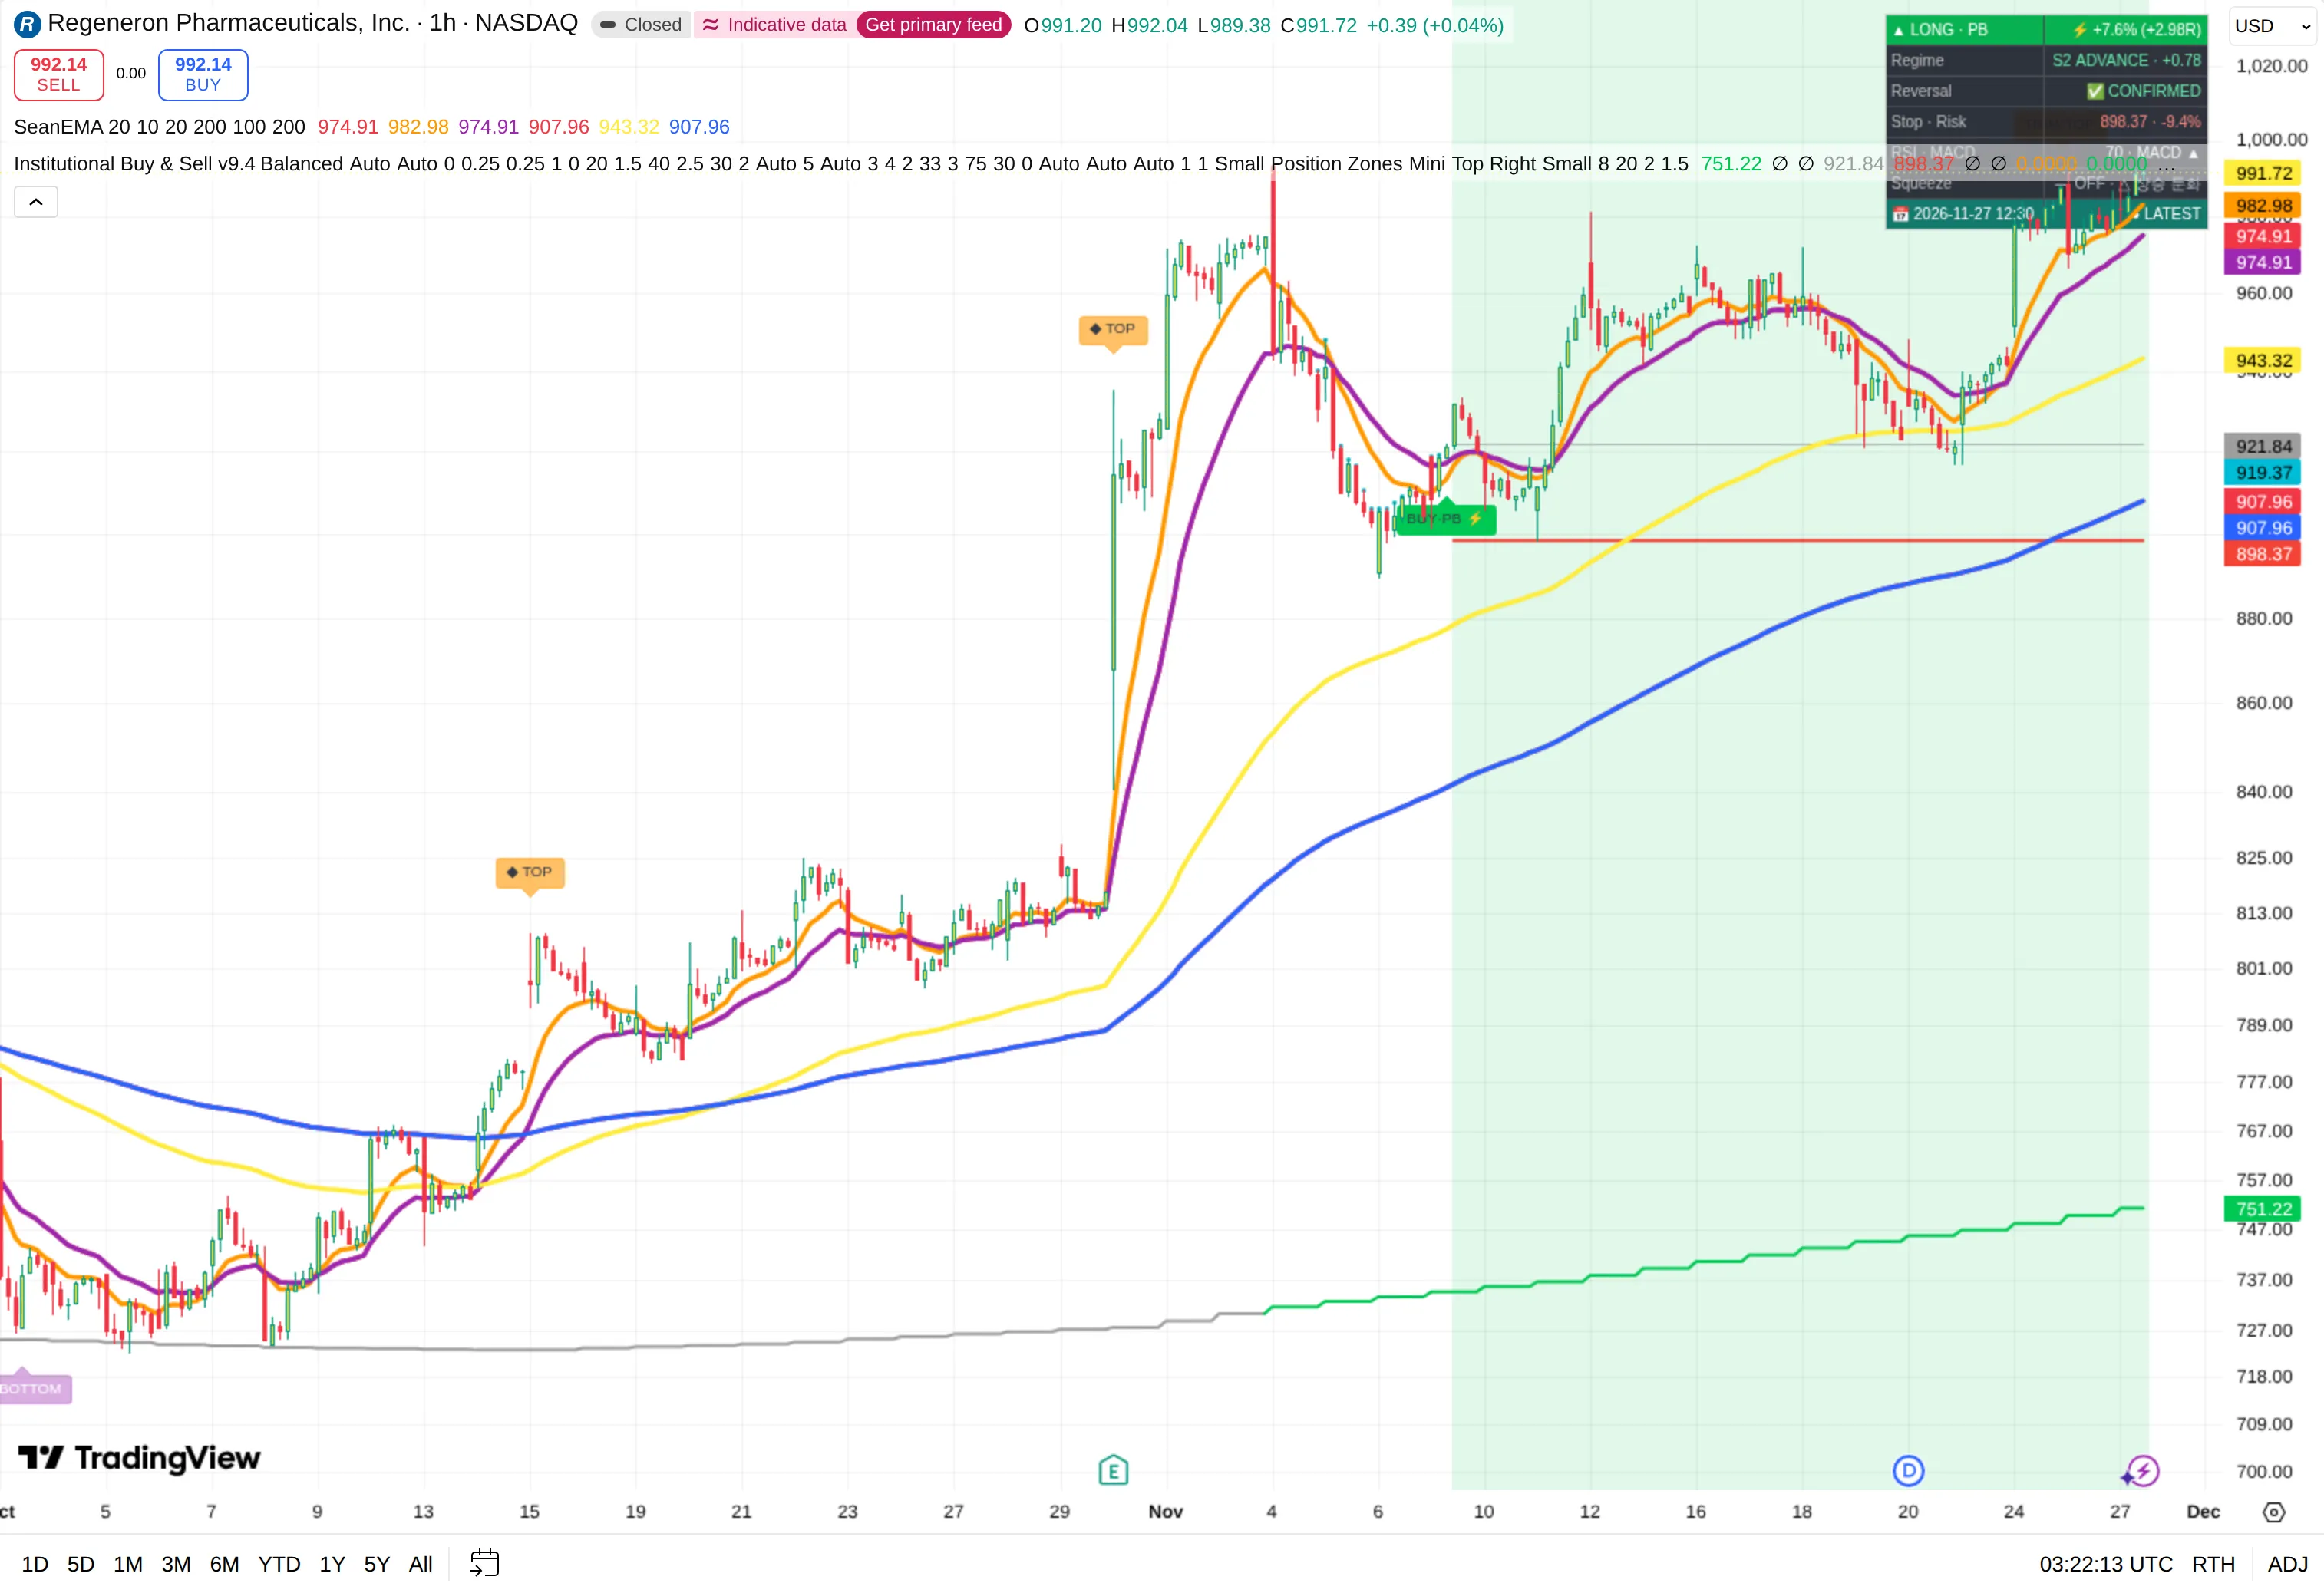 Regeneron Pharmaceuticals, Inc. · 1h · NASDAQ Closed ≈ Indicative data Get primary feed O991.20 H992.04 L989.38 C991.72 +0.39 (+0.04%)
992.14 SELL 0.00 992.14 BUY
SeanEMA 20 10 20 200 100 200 974.91 982.98 974.91 907.96 943.32 907.96
Institutional Buy & Sell v9.4 Balanced Auto Auto 0 0.25 0.25 1 0 20 1.5 40 2.5 30 2 Auto 5 Auto 3 4 2 33 3 75 30 0 Auto Auto Auto 1 1 Small Position Zones Mini Top Right Small 8 20 2 1.5 751.22 ∅ ∅ 921.84 898.37 ∅ ∅ 0.0000 0.0000 ...
▲ LONG · PB ⚡ +7.6% (+2.98R)
Regime S2 ADVANCE · +0.78
Reversal ✅ CONFIRMED
Stop · Risk 898.37 · -9.4%
RSI · MACD 70 · MACD ▲
Squeeze OFF ·
📅 2026-11-27 12:30 LATEST
USD
1,020.00
1,000.00
991.72
982.98
974.91
974.91
960.00
943.32
940.00
921.84
919.37
907.96
907.96
898.37
880.00
860.00
840.00
825.00
813.00
801.00
789.00
777.00
767.00
757.00
751.22
747.00
737.00
727.00
718.00
709.00
700.00
◆ TOP
BUY·PB ⚡
◆ TOP
BOTTOM
TradingView
E
D
ct 5 7 9 13 15 19 21 23 27 29 Nov 4 6 10 12 16 18 20 24 27 Dec
1D 5D 1M 3M 6M YTD 1Y 5Y All 03:22:13 UTC RTH ADJ